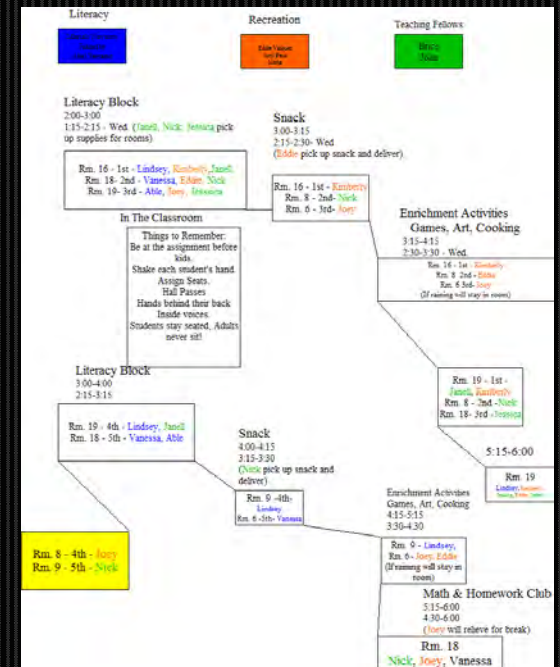 Literacy
Recreation
Teaching Fellows
Literacy Block
2:00-3:00
1:15-2:15 - Wed. (Janell, Nick, Jessica pick
up supplies for rooms)
Rm. 16 - 1st - Lindsey, Kimberly, Janell
Rm. 18- 2nd - Vanessa, Eddie, Nick
Rm. 19- 3rd - Able, Joey, Jessica
Snack
3:00-3:15
2:15-2:30- Wed
(Eddie pick up snack and deliver)
Rm. 16 - 1st - Kimberly
Rm. 8 - 2nd- Nick
Rm. 6 - 3rd- Joey
In The Classroom
Things to Remember:
Be at the assignment before
kids.
Shake each student's hand.
Assign Seats.
Hall Passes
Hands behind their back
Inside voices.
Students stay seated, Adults
never sit!
Enrichment Activities
Games, Art, Cooking
3:15-4:15
2:30-3:30 - Wed.
Rm. 16 - 1st - Kimberly
Rm. 8 2nd - Eddie
Rm. 6 3rd- Joey
(If raining will stay in room)
Rm. 19 - 1st -
Janell, Kimberly
Rm. 8 - 2nd - Nick
Rm. 18- 3rd - Jessica
5:15-6:00
Rm. 19
Literacy Block
3:00-4:00
2:15-3:15
Rm. 19 - 4th - Lindsey, Janell
Rm. 18 - 5th - Vanessa, Able
Rm. 8 - 4th - Joey
Rm. 9 - 5th - Nick
Snack
4:00-4:15
3:15-3:30
(Nick pick up snack and
deliver)
Rm. 9 -4th-
Lindsey
Rm. 6 -5th- Vanessa
Enrichment Activities
Games, Art, Cooking
4:15-5:15
3:30-4:30
Rm. 9 - Lindsey,
Rm. 6- Joey, Eddie
(If raining will stay in
room)
Math & Homework Club
5:15-6:00
4:30-6:00
(Joey will relieve for break)
Rm. 18
Nick, Joey, Vanessa